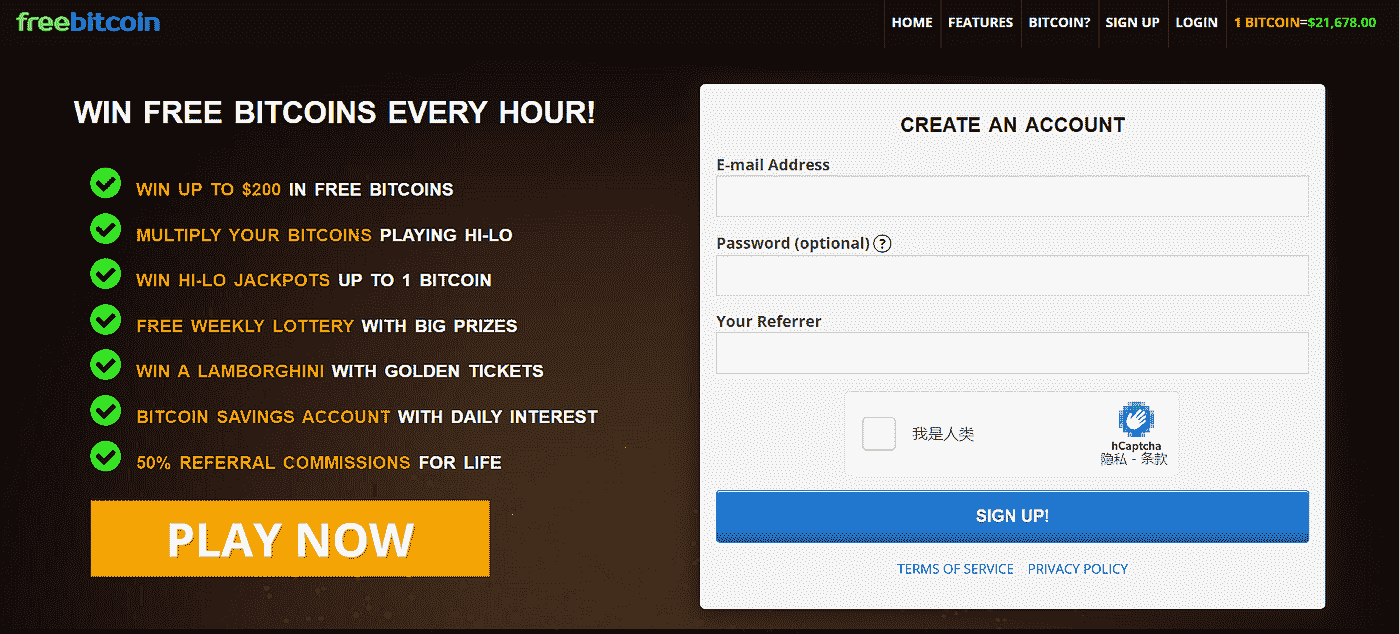 freebitcoin
HOME FEATURES BITCOIN? SIGN UP LOGIN 1 BITCOIN=$21,678.00
WIN FREE BITCOINS EVERY HOUR!
WIN UP TO $200 IN FREE BITCOINS
MULTIPLY YOUR BITCOINS PLAYING HI-LO
WIN HI-LO JACKPOTS UP TO 1 BITCOIN
FREE WEEKLY LOTTERY WITH BIG PRIZES
WIN A LAMBORGHINI WITH GOLDEN TICKETS
BITCOIN SAVINGS ACCOUNT WITH DAILY INTEREST
50% REFERRAL COMMISSIONS FOR LIFE
PLAY NOW
CREATE AN ACCOUNT
E-mail Address
Password (optional) ?
Your Referrer
我是人类
hCaptcha
隐私 - 条款
SIGN UP!
TERMS OF SERVICE PRIVACY POLICY